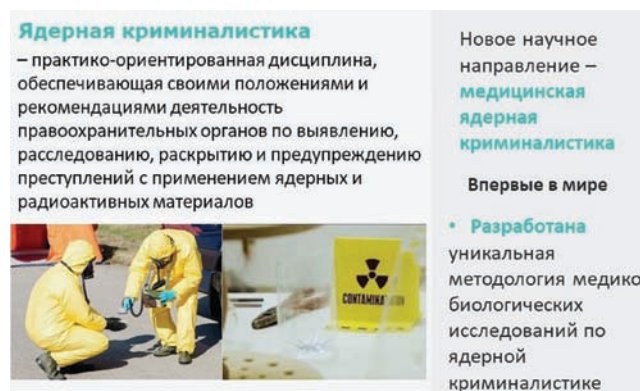 Ядерная криминалистика
– практико-ориентированная дисциплина,
обеспечивающая своими положениями и
рекомендациями деятельность
правоохранительных органов по выявлению,
расследованию, раскрытию и предупреждению
преступлений с применением ядерных и
радиоактивных материалов
CONTAMINATION
Новое научное
направление –
медицинская
ядерная
криминалистика
Впервые в мире
• Разработана
уникальная
методология медико
биологических
исследований по
ядерной
криминалистике